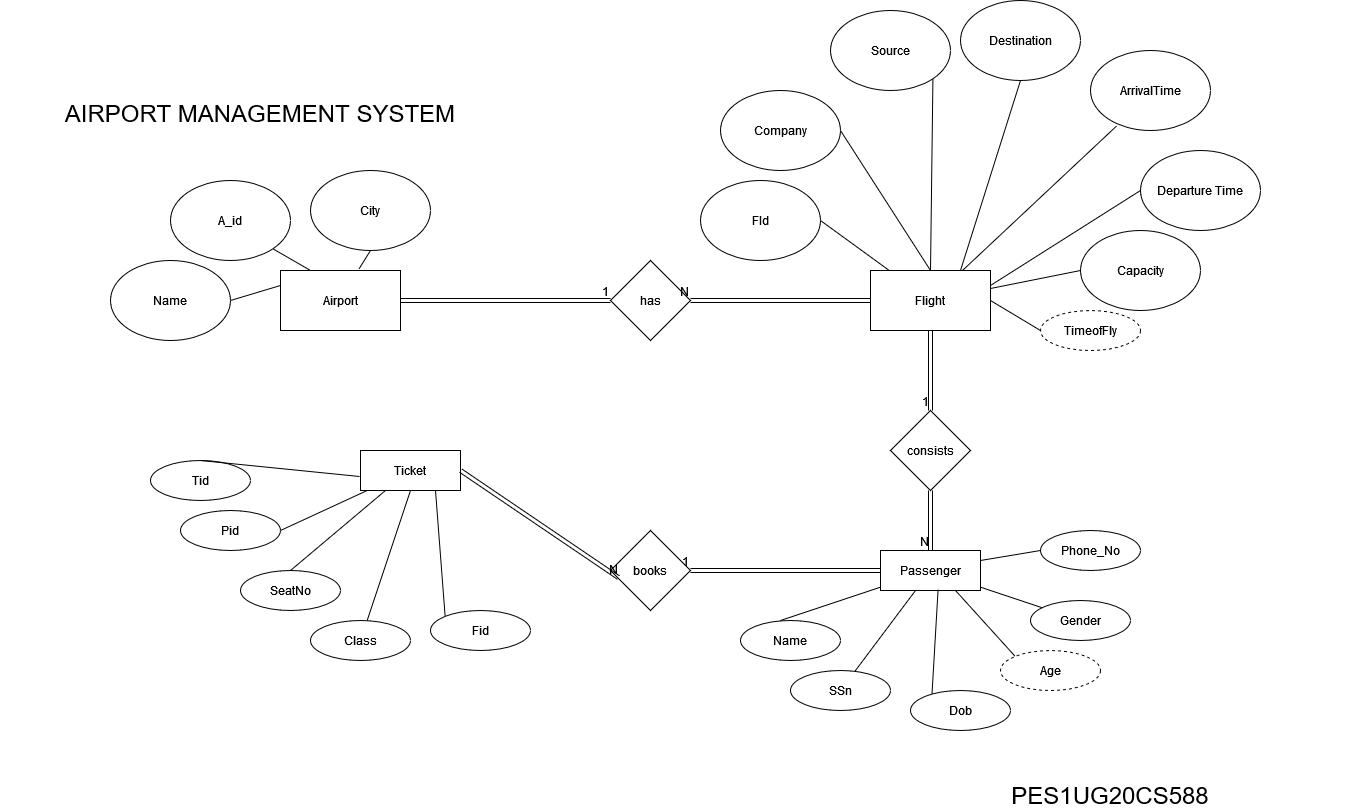 Source
Destination
ArrivalTime
AIRPORT MANAGEMENT SYSTEM
Company
Departure Time
City
A_id
FId
Capacity
Name
Airport
1
has
N
Flight
TimeofFly
1
consists
Ticket
Tid
Pid
N
Phone_No
SeatNo
N
books
1
Passenger
Class
Fid
Name
Gender
SSn
Age
Dob
PES1UG20CS588